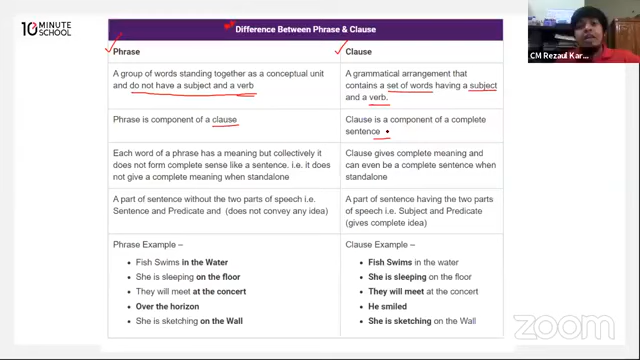 10 MINUTE
SCHOOL
Difference Between Phrase & Clause
Phrase
Clause
A group of words standing together as a conceptual unit
and do not have a subject and a verb
A grammatical arrangement that
contains a set of words having a subject
and a verb.
Phrase is component of a clause
Clause is a component of a complete
sentence
Each word of a phrase has a meaning but collectively it
does not form complete sense like a sentence. i.e. it does
not give a complete meaning when standalone
Clause gives complete meaning and can
even be a complete sentence when
standalone
A part of sentence without the two parts of speech i.e.
Sentence and Predicate and (does not convey any idea)
A part of sentence having the two parts
of speech i.e. Subject and Predicate
(gives complete idea)
Phrase Example –
Fish Swims in the Water
She is sleeping on the floor
They will meet at the concert
Over the horizon
She is sketching on the Wall
Clause Example –
Fish Swims in the water
She is sleeping on the floor
They will meet at the concert
He smiled
She is sketching on the Wall
CM Rezaul Kar...
zoom